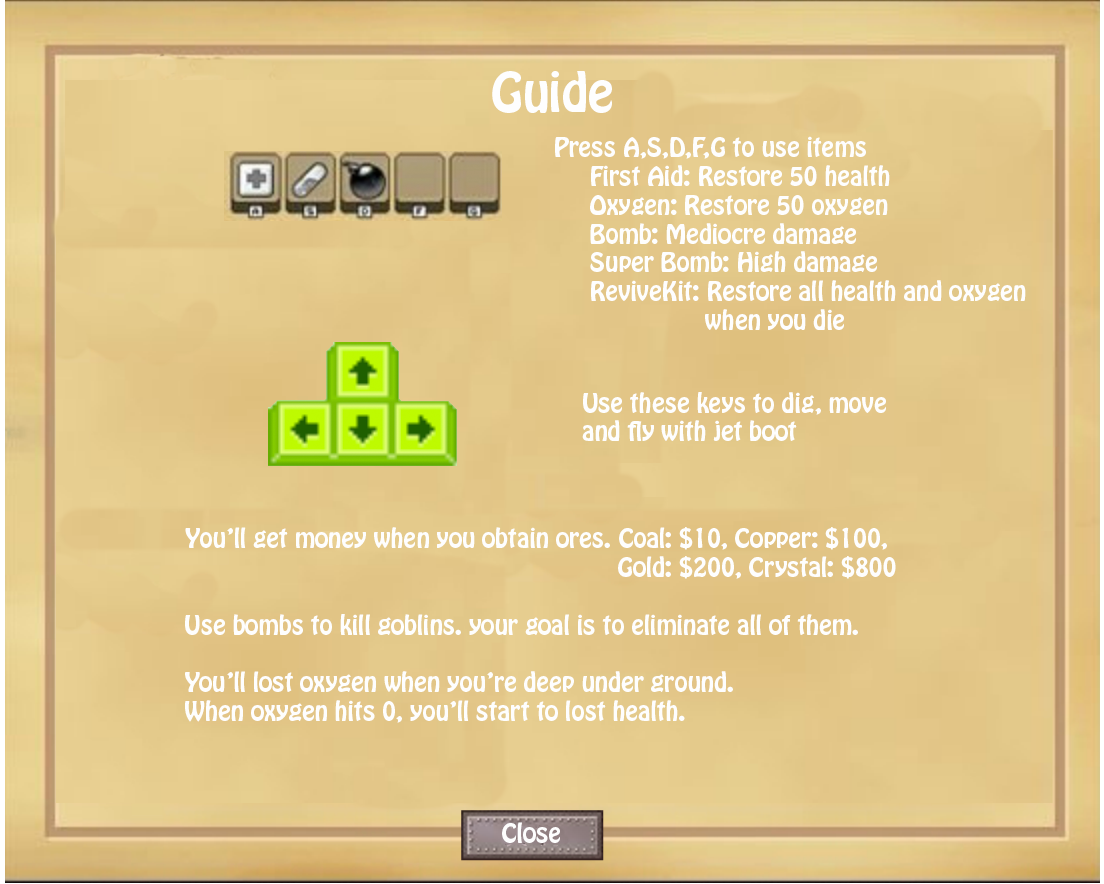 Guide
Press A,S,D,F,G to use items
First Aid: Restore 50 health
Oxygen: Restore 50 oxygen
Bomb: Mediocre damage
Super Bomb: High damage
ReviveKit: Restore all health and oxygen
when you die
A S D F G
Use these keys to dig, move
and fly with jet boot
You'll get money when you obtain ores. Coal: $10, Copper: $100,
Gold: $200, Crystal: $800
Use bombs to kill goblins. your goal is to eliminate all of them.
You'll lost oxygen when you're deep under ground.
When oxygen hits 0, you'll start to lost health.
Close